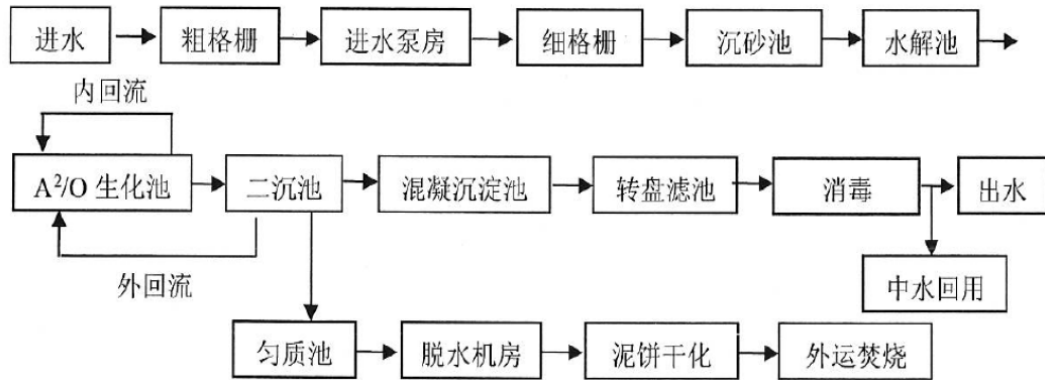 进水 粗格栅 进水泵房 细格栅 沉砂池 水解池
内回流
A²/O 生化池 二沉池 混凝沉淀池 转盘滤池 消毒 出水
外回流 中水回用
匀质池 脱水机房 泥饼干化 外运焚烧